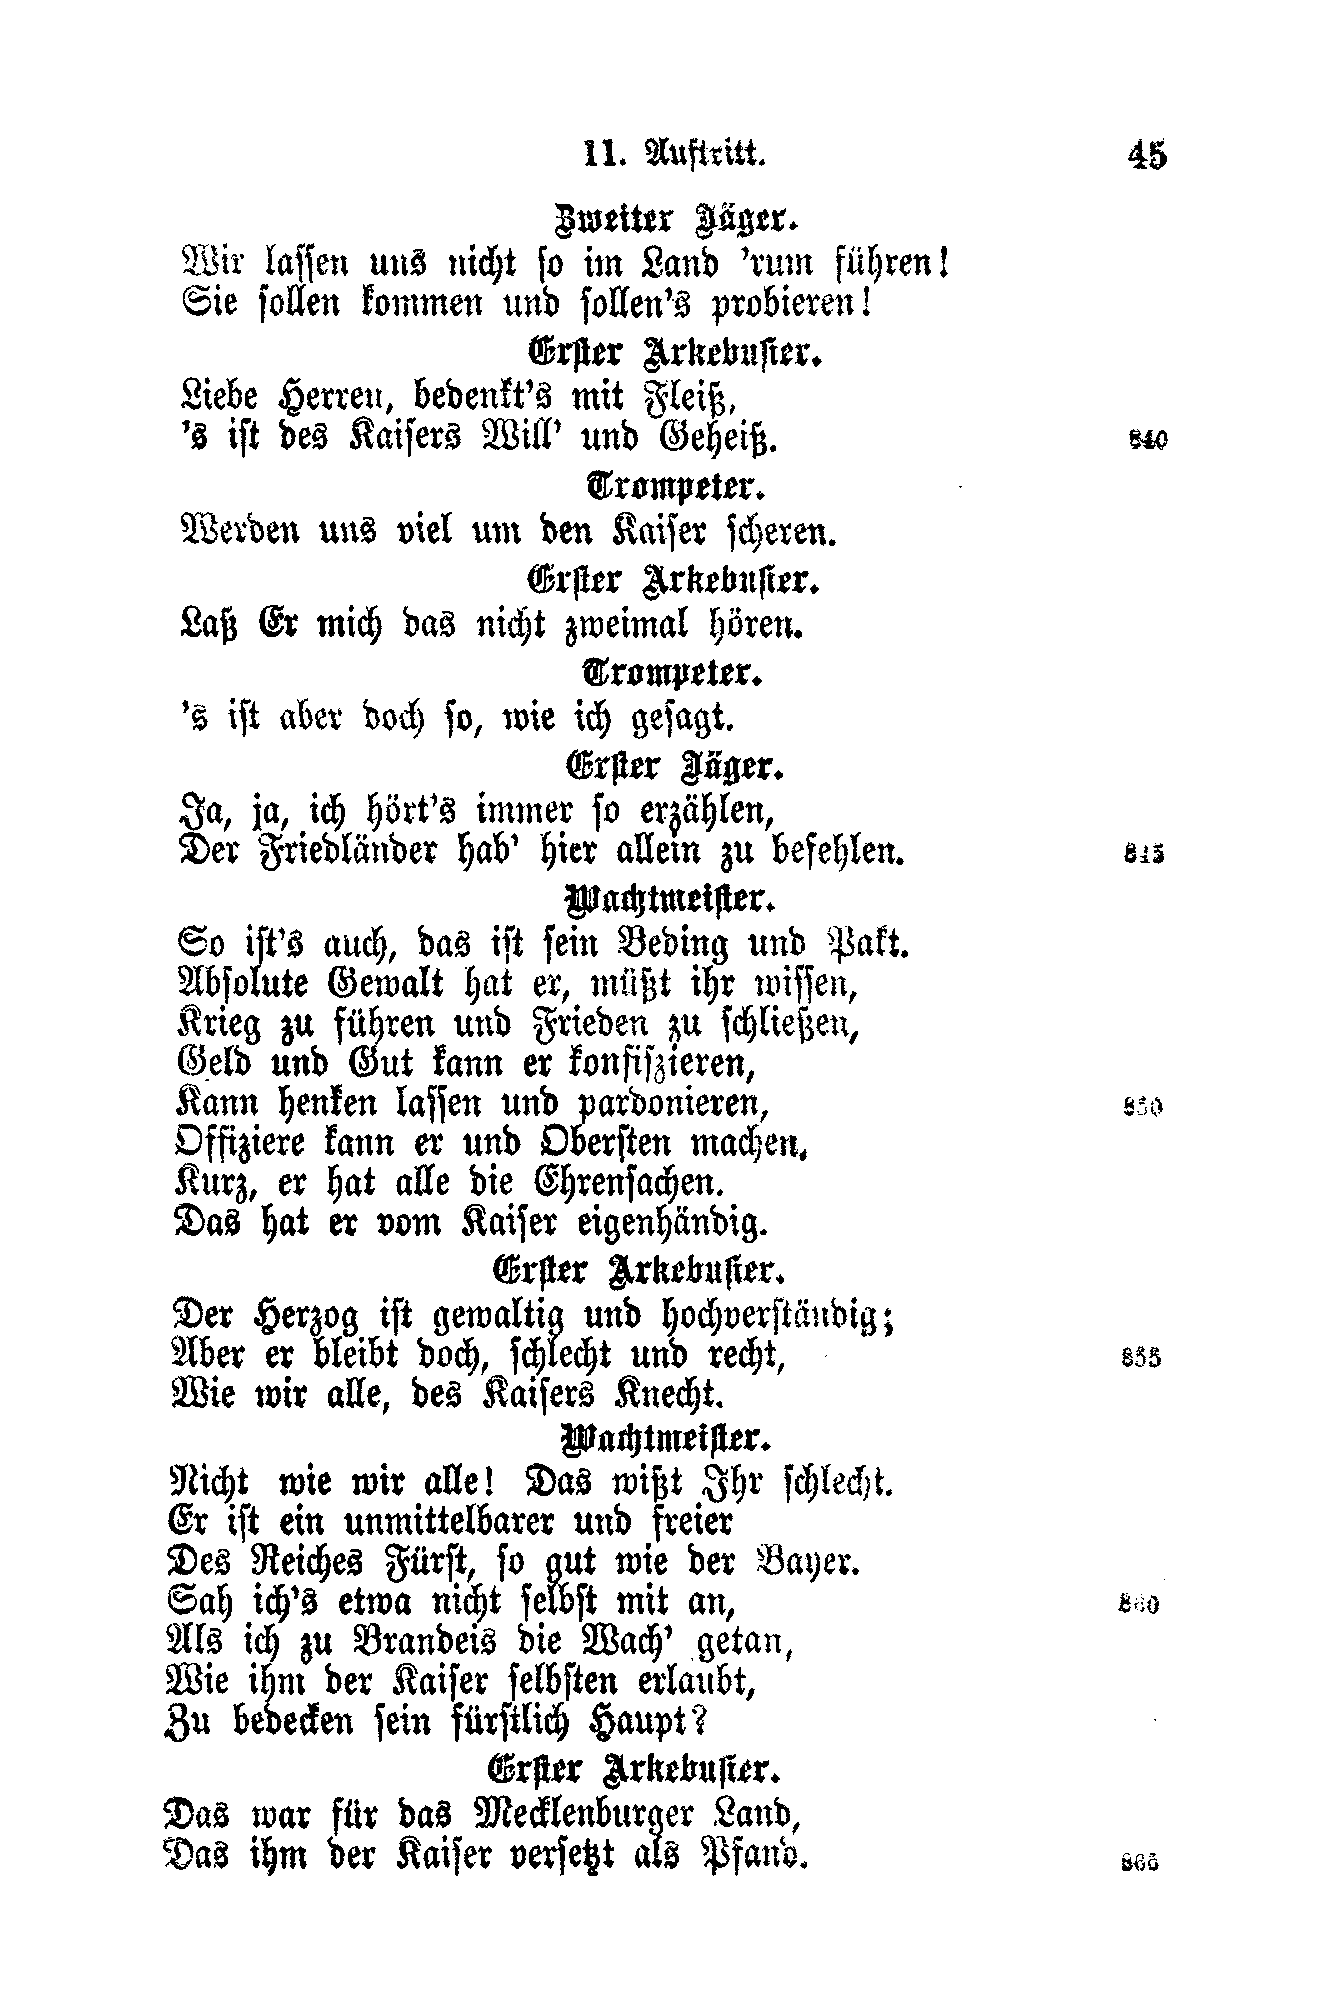 11. Auftritt. 45
Zweiter Jäger.
Wir lassen uns nicht so im Land 'rum führen!
Sie sollen kommen und sollen's probieren!
Erster Arkebusier.
Liebe Herren, bedenkt's mit Fleiß,
's ist des Kaisers Will' und Geheiß. 840
Trompeter.
Werden uns viel um den Kaiser scheren.
Erster Arkebusier.
Laß Er mich das nicht zweimal hören.
Trompeter.
's ist aber doch so, wie ich gesagt.
Erster Jäger.
Ja, ja, ich hört's immer so erzählen,
Der Friedländer hab' hier allein zu befehlen. 845
Wachtmeister.
So ist's auch, das ist sein Beding und Pakt.
Absolute Gewalt hat er, müßt ihr wissen,
Krieg zu führen und Frieden zu schließen,
Geld und Gut kann er konfiszieren,
Kann henken lassen und pardonieren, 850
Offiziere kann er und Obersten machen,
Kurz, er hat alle die Ehrensachen.
Das hat er vom Kaiser eigenhändig.
Erster Arkebusier.
Der Herzog ist gewaltig und hochverständig;
Aber er bleibt doch, schlecht und recht, 855
Wie wir alle, des Kaisers Knecht.
Wachtmeister.
Nicht wie wir alle! Das wißt Ihr schlecht.
Er ist ein unmittelbarer und freier
Des Reiches Fürst, so gut wie der Bayer.
Sah ich's etwa nicht selbst mit an, 860
Als ich zu Brandeis die Wach' getan,
Wie ihm der Kaiser selbsten erlaubt,
Zu bedecken sein fürstlich Haupt?
Erster Arkebusier.
Das war für das Mecklenburger Land,
Das ihm der Kaiser versetzt als Pfand. 865